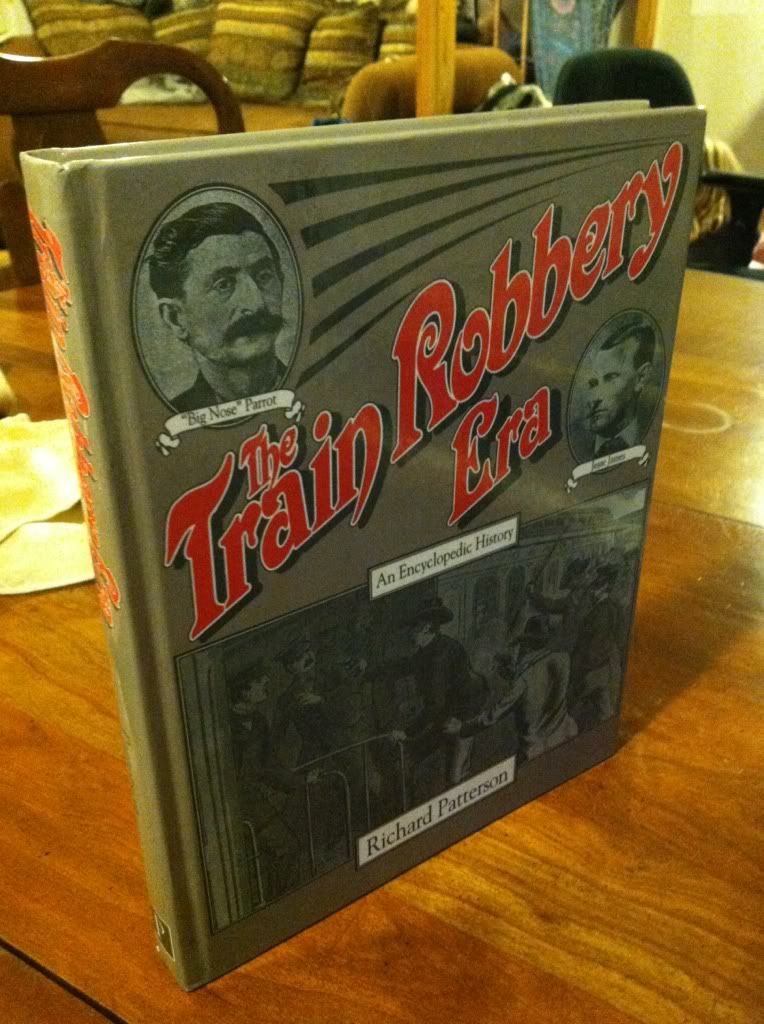 "Big Nose" Parrot
The
Train Robbery
Era
Jesse James
An Encyclopedic History
Richard Patterson